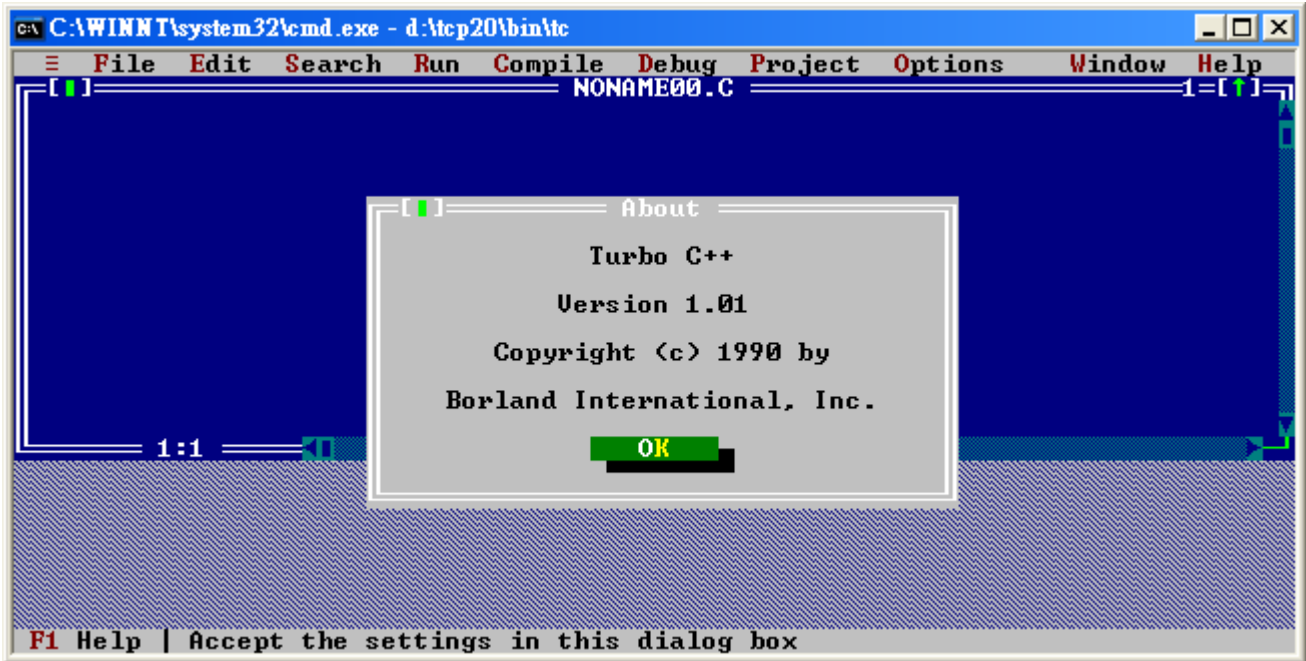 C:\WINNT\system32\cmd.exe - d:\tcp20\bin\tc
≡ File Edit Search Run Compile Debug Project Options Window Help
NONAME00.C 1=[↑]
About
Turbo C++
Version 1.01
Copyright (c) 1990 by
Borland International, Inc.
OK
1:1
F1 Help | Accept the settings in this dialog box